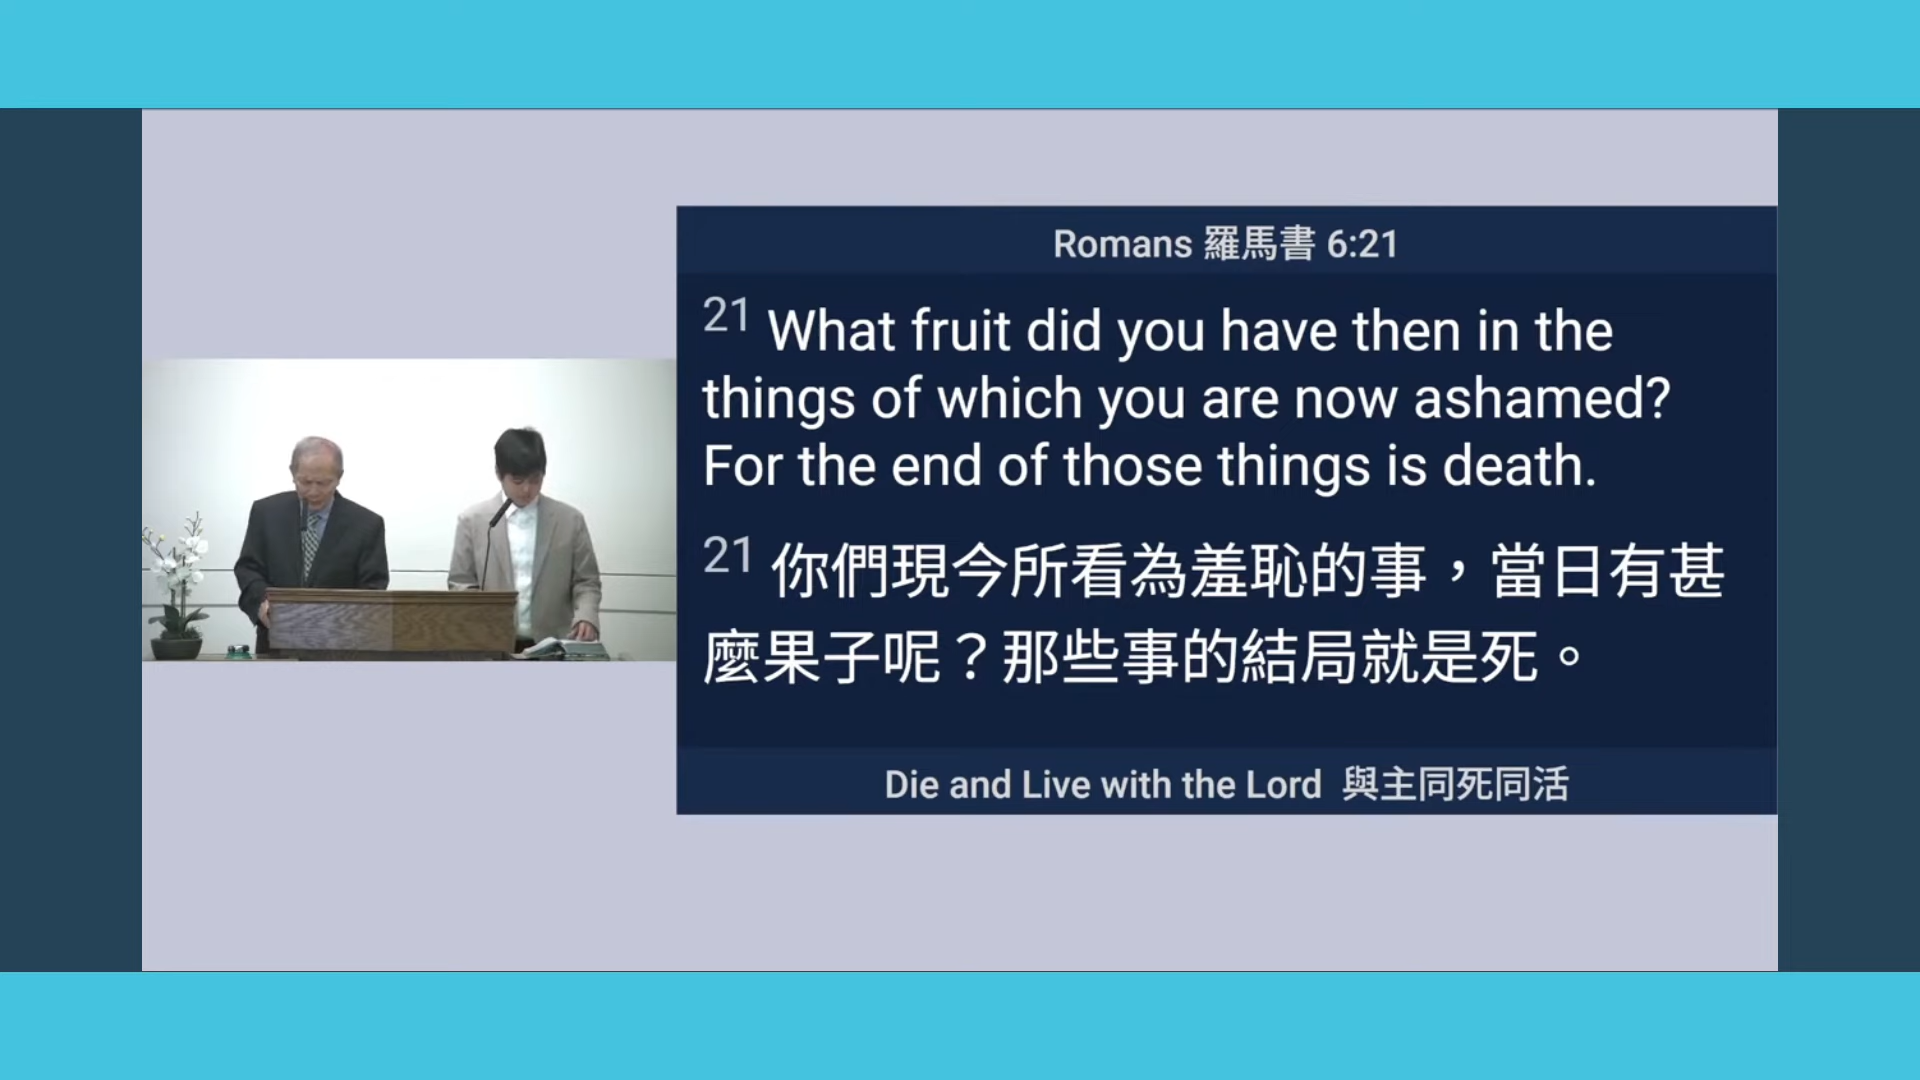 Romans 羅馬書 6:21
21 What fruit did you have then in the
things of which you are now ashamed?
For the end of those things is death.
21 你們現今所看為羞恥的事，當日有甚
麼果子呢？那些事的結局就是死。
Die and Live with the Lord 與主同死同活